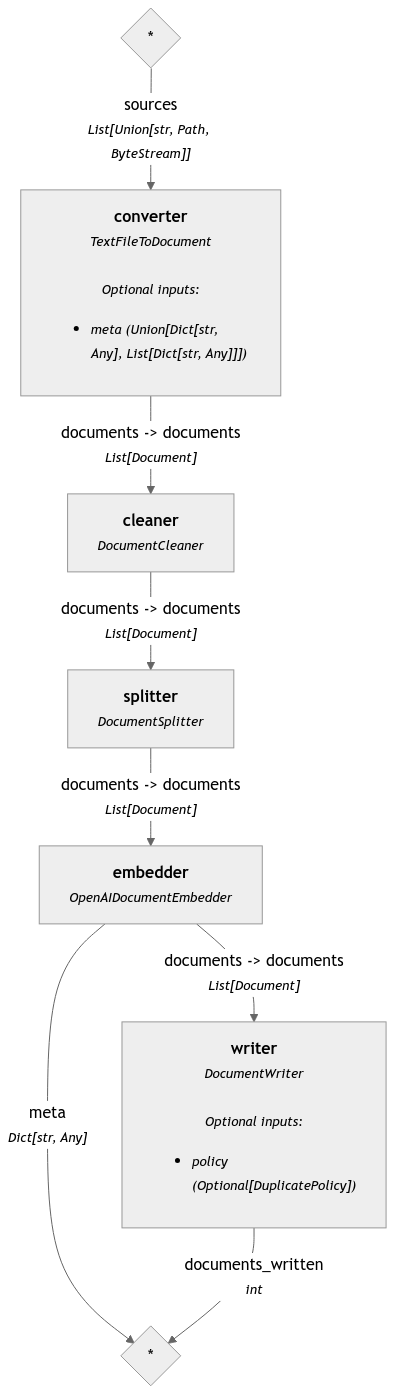 *
sources
List[Union[str, Path,
ByteStream]]
converter
TextFileToDocument
Optional inputs:
• meta (Union[Dict[str,
Any], List[Dict[str, Any]]])
documents -> documents
List[Document]
cleaner
DocumentCleaner
documents -> documents
List[Document]
splitter
DocumentSplitter
documents -> documents
List[Document]
embedder
OpenAIDocumentEmbedder
documents -> documents
List[Document]
writer
DocumentWriter
Optional inputs:
• policy
(Optional[DuplicatePolicy])
meta
Dict[str, Any]
documents_written
int
*